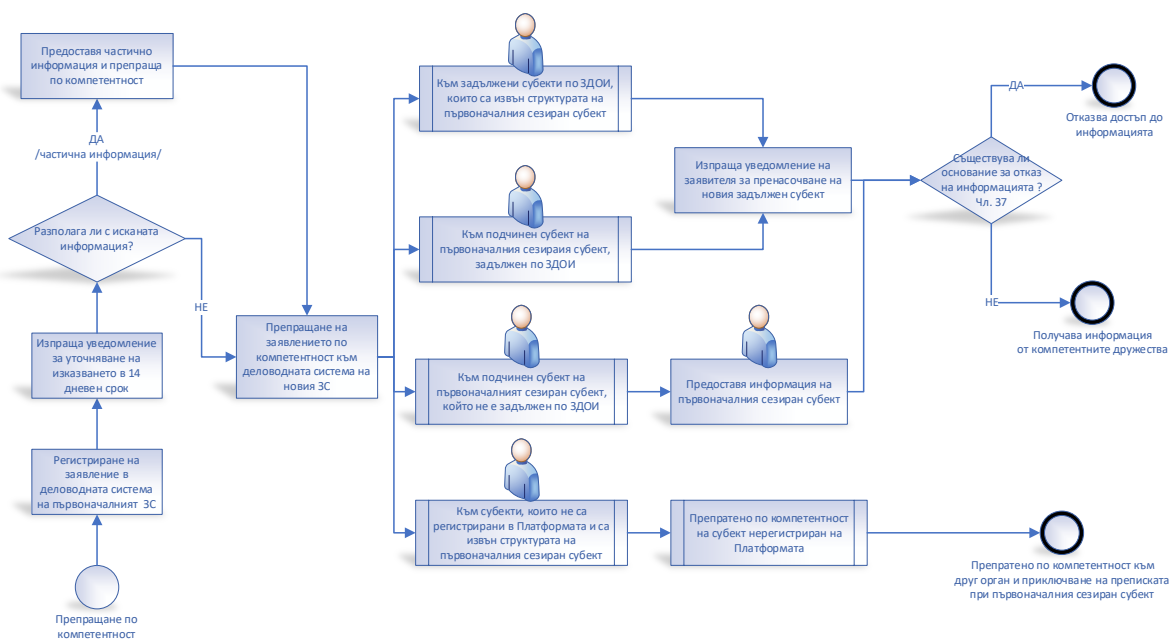 Предоставя частично
информация и препраща
по компетентност
ДА
/частична информация/
Разполага ли с исканата
информация?
НЕ
Изпраща уведомление
за уточняване на
изказването в 14
дневен срок
Регистриране на
заявление в
деловодната система
на първоначалният ЗС
Препращане по
компетентност
Препращане на
заявлението по
компетентност към
деловодната система на
новия ЗС
Към задължени субекти по ЗДОИ,
които са извън структурата на
първоначалния сезиран субект
Към подчинен субект на
първоначалния сезираия субект,
задължен по ЗДОИ
Към подчинен субект на
първоначалният сезиран субект,
който не е задължен по ЗДОИ
Към субекти, които не са
регистрирани в Платформата и са
извън структурата на
първоначалния сезиран субект
Изпраща уведомление на
заявителя за пренасочване на
новия задължен субект
Предоставя информация на
първоначалния сезиран субект
Препратено по компетентност
на субект нерегистриран на
Платформата
Съществува ли
основание за отказ
на информацията ?
Чл. 37
ДА
Отказва достъп до
информацията
НЕ
Получава информация
от компетентните дружества
Препратено по компетентност към
друг орган и приключване на преписката
при първоначалния сезиран субект